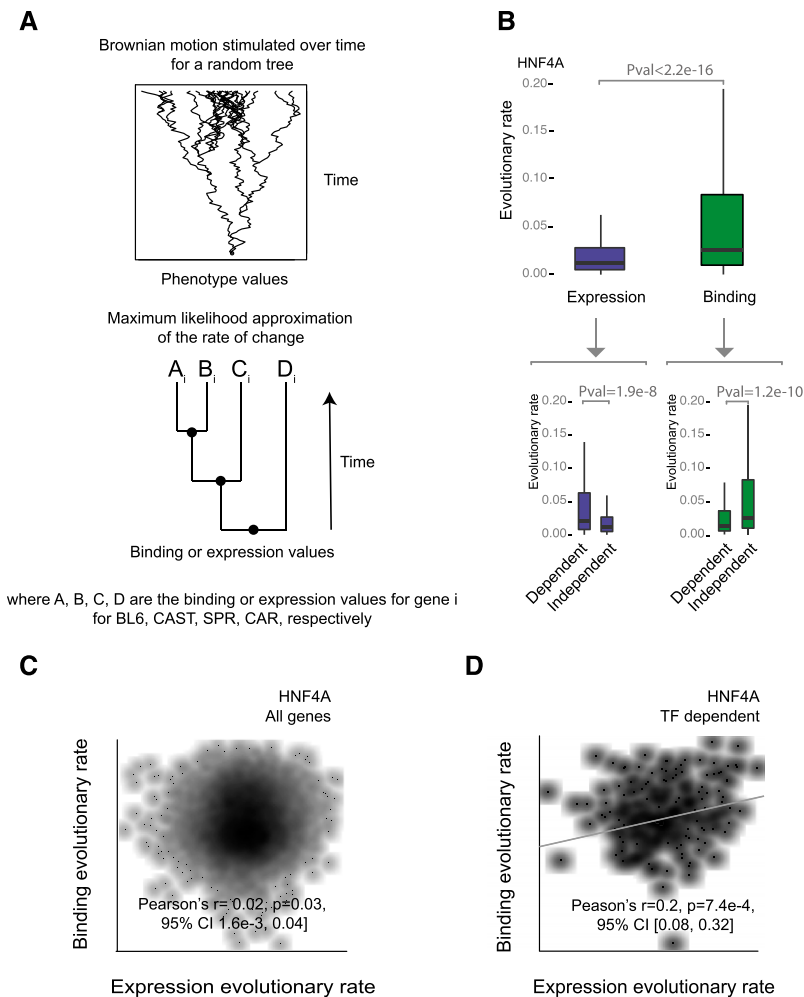 A
Brownian motion stimulated over time
for a random tree
Time
Phenotype values
Maximum likelihood approximation
of the rate of change
Ai Bi Ci Di
Time
Binding or expression values
where A, B, C, D are the binding or expression values for gene i
for BL6, CAST, SPR, CAR, respectively
B
HNF4A
Pval<2.2e-16
Evolutionary rate
0.20
0.15
0.10
0.05
0.00
Expression
Binding
Pval=1.9e-8
Evolutionary rate
0.20
0.15
0.10
0.05
0.00
Dependent
Independent
Pval=1.2e-10
Evolutionary rate
0.20
0.15
0.10
0.05
0.00
Dependent
Independent
C
HNF4A
All genes
Binding evolutionary rate
Pearson's r= 0.02, p=0.03,
95% CI 1.6e-3, 0.04]
Expression evolutionary rate
D
HNF4A
TF dependent
Binding evolutionary rate
Peason's r=0.2, p=7.4e-4,
95% CI [0.08, 0.32]
Expression evolutionary rate